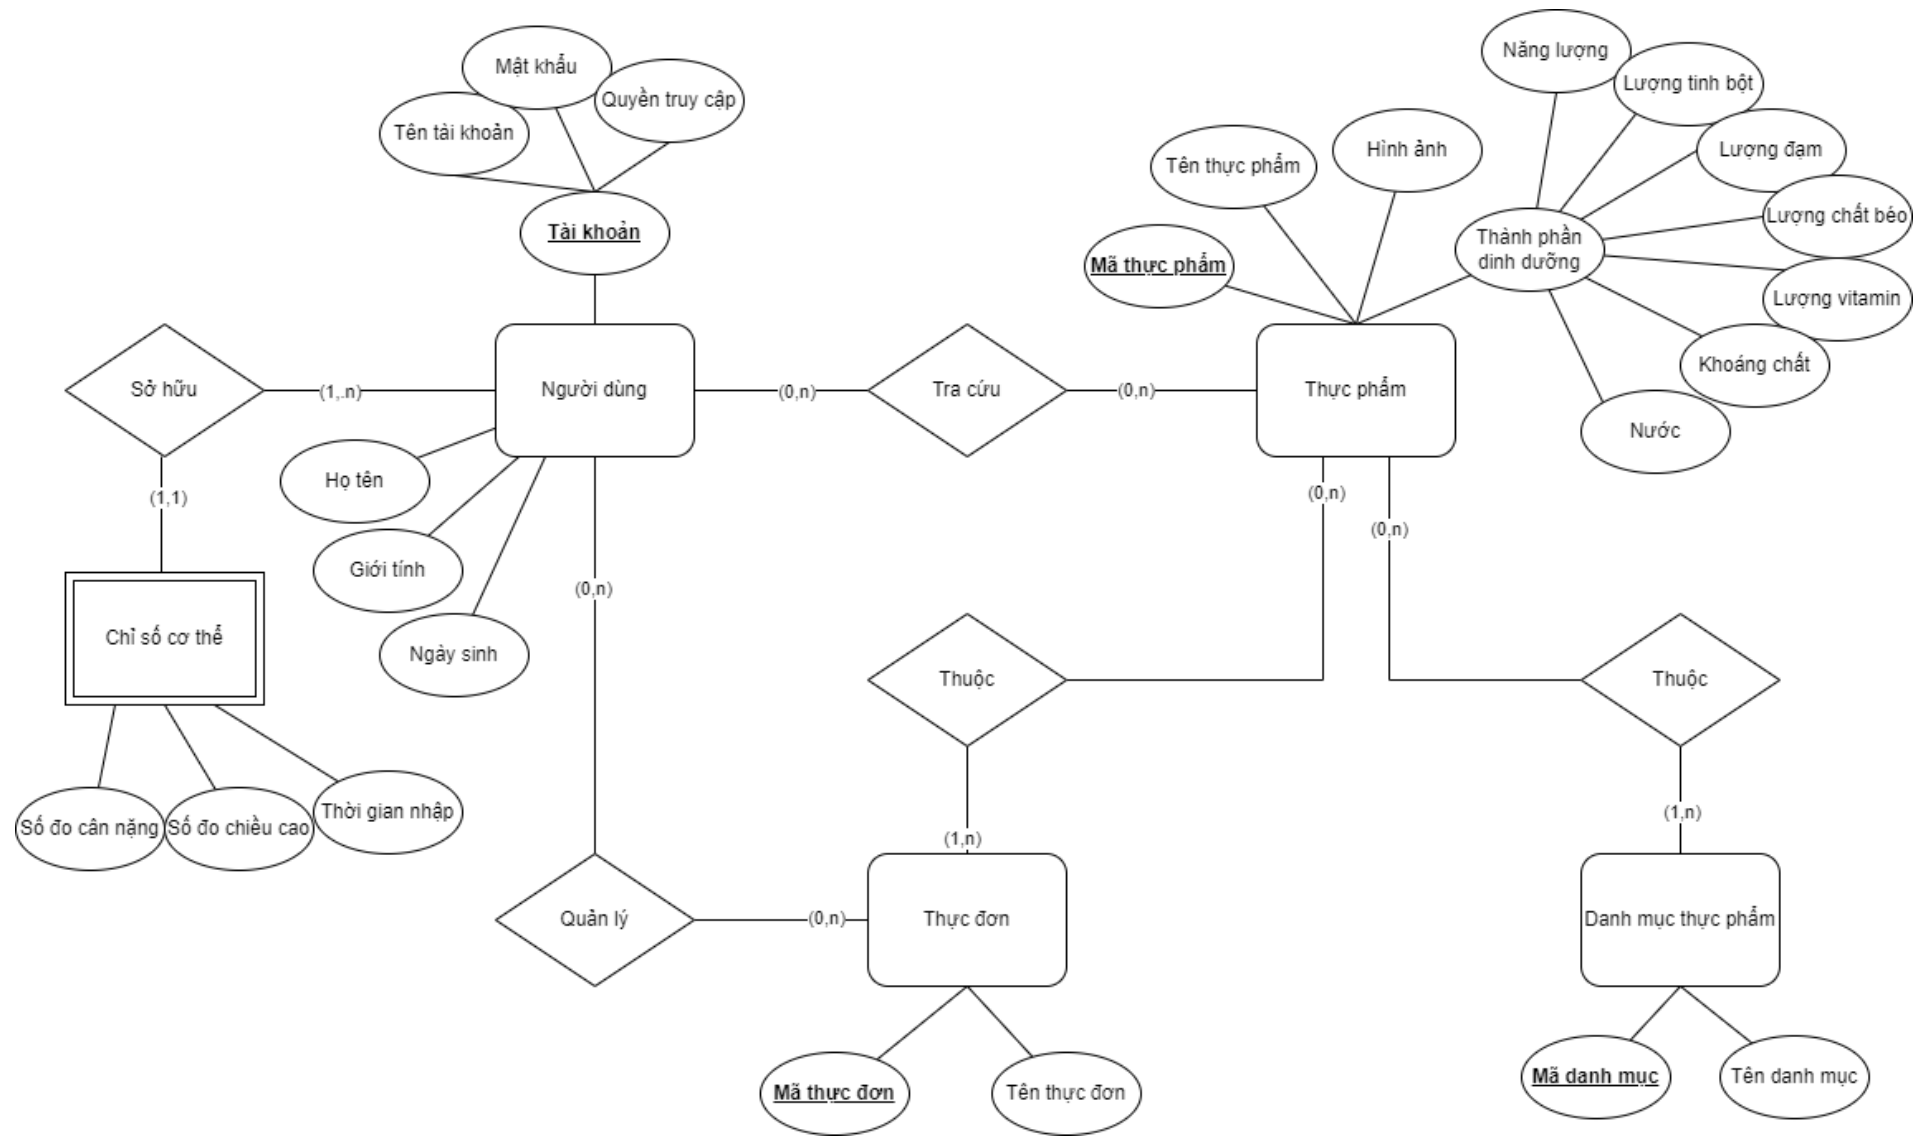 Năng lượng
Mật khẩu
Lượng tinh bột
Quyền truy cập
Tên tài khoản
Hình ảnh
Lượng đạm
Tên thực phẩm
Lượng chất béo
Tài khoản
Thành phần
dinh dưỡng
Mã thực phẩm
Lượng vitamin
Khoáng chất
Sở hữu
(1,.n)
Người dùng
(0,n)
Tra cứu
(0,n)
Thực phẩm
Nước
Họ tên
(1,1)
(0,n)
(0,n)
Giới tính
(0,n)
Chỉ số cơ thể
Ngày sinh
Thuộc
Thuộc
Thời gian nhập
Số đo cân nặng
Số đo chiều cao
(1,n)
(1,n)
Quản lý
(0,n)
Thực đơn
Danh mục thực phẩm
Mã thực đơn
Tên thực đơn
Mã danh mục
Tên danh mục